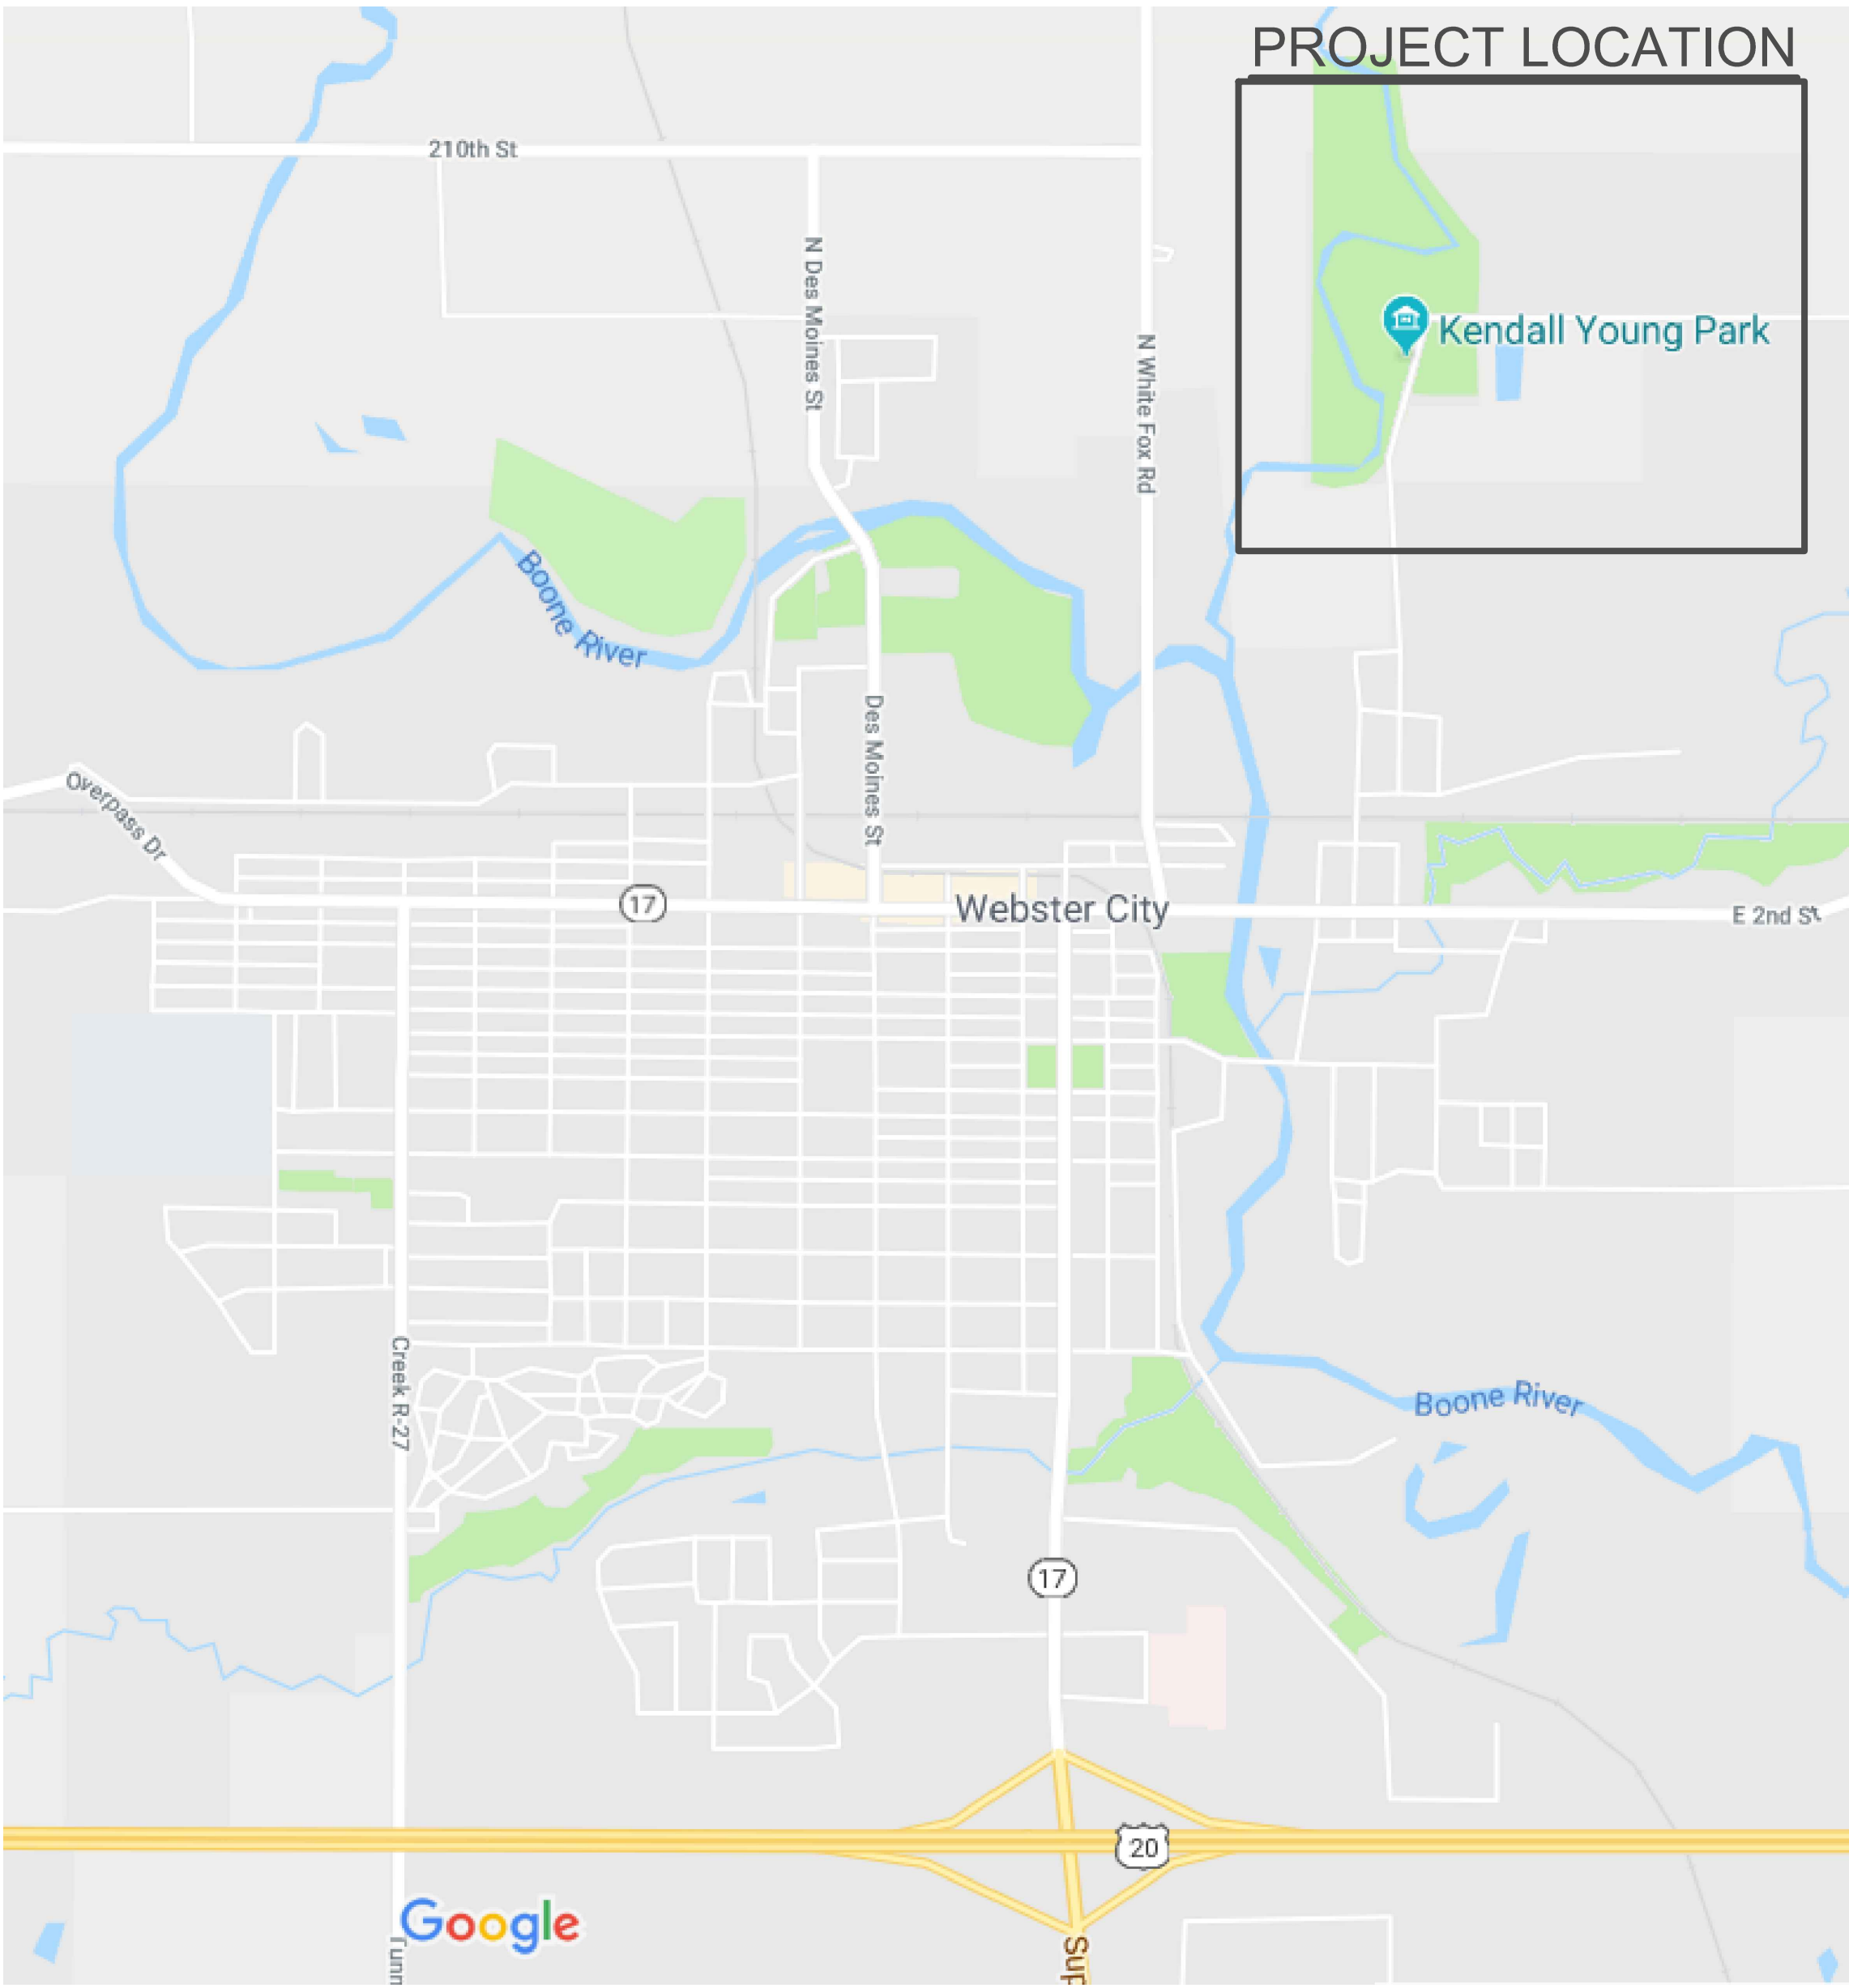 PROJECT LOCATION
210th St
N Des Moines St
Kendall Young Park
N White Fox Rd
Boone River
Des Moines St
Overpass Dr
17
Webster City
E 2nd St
Creek R-27
Boone River
17
20
Google